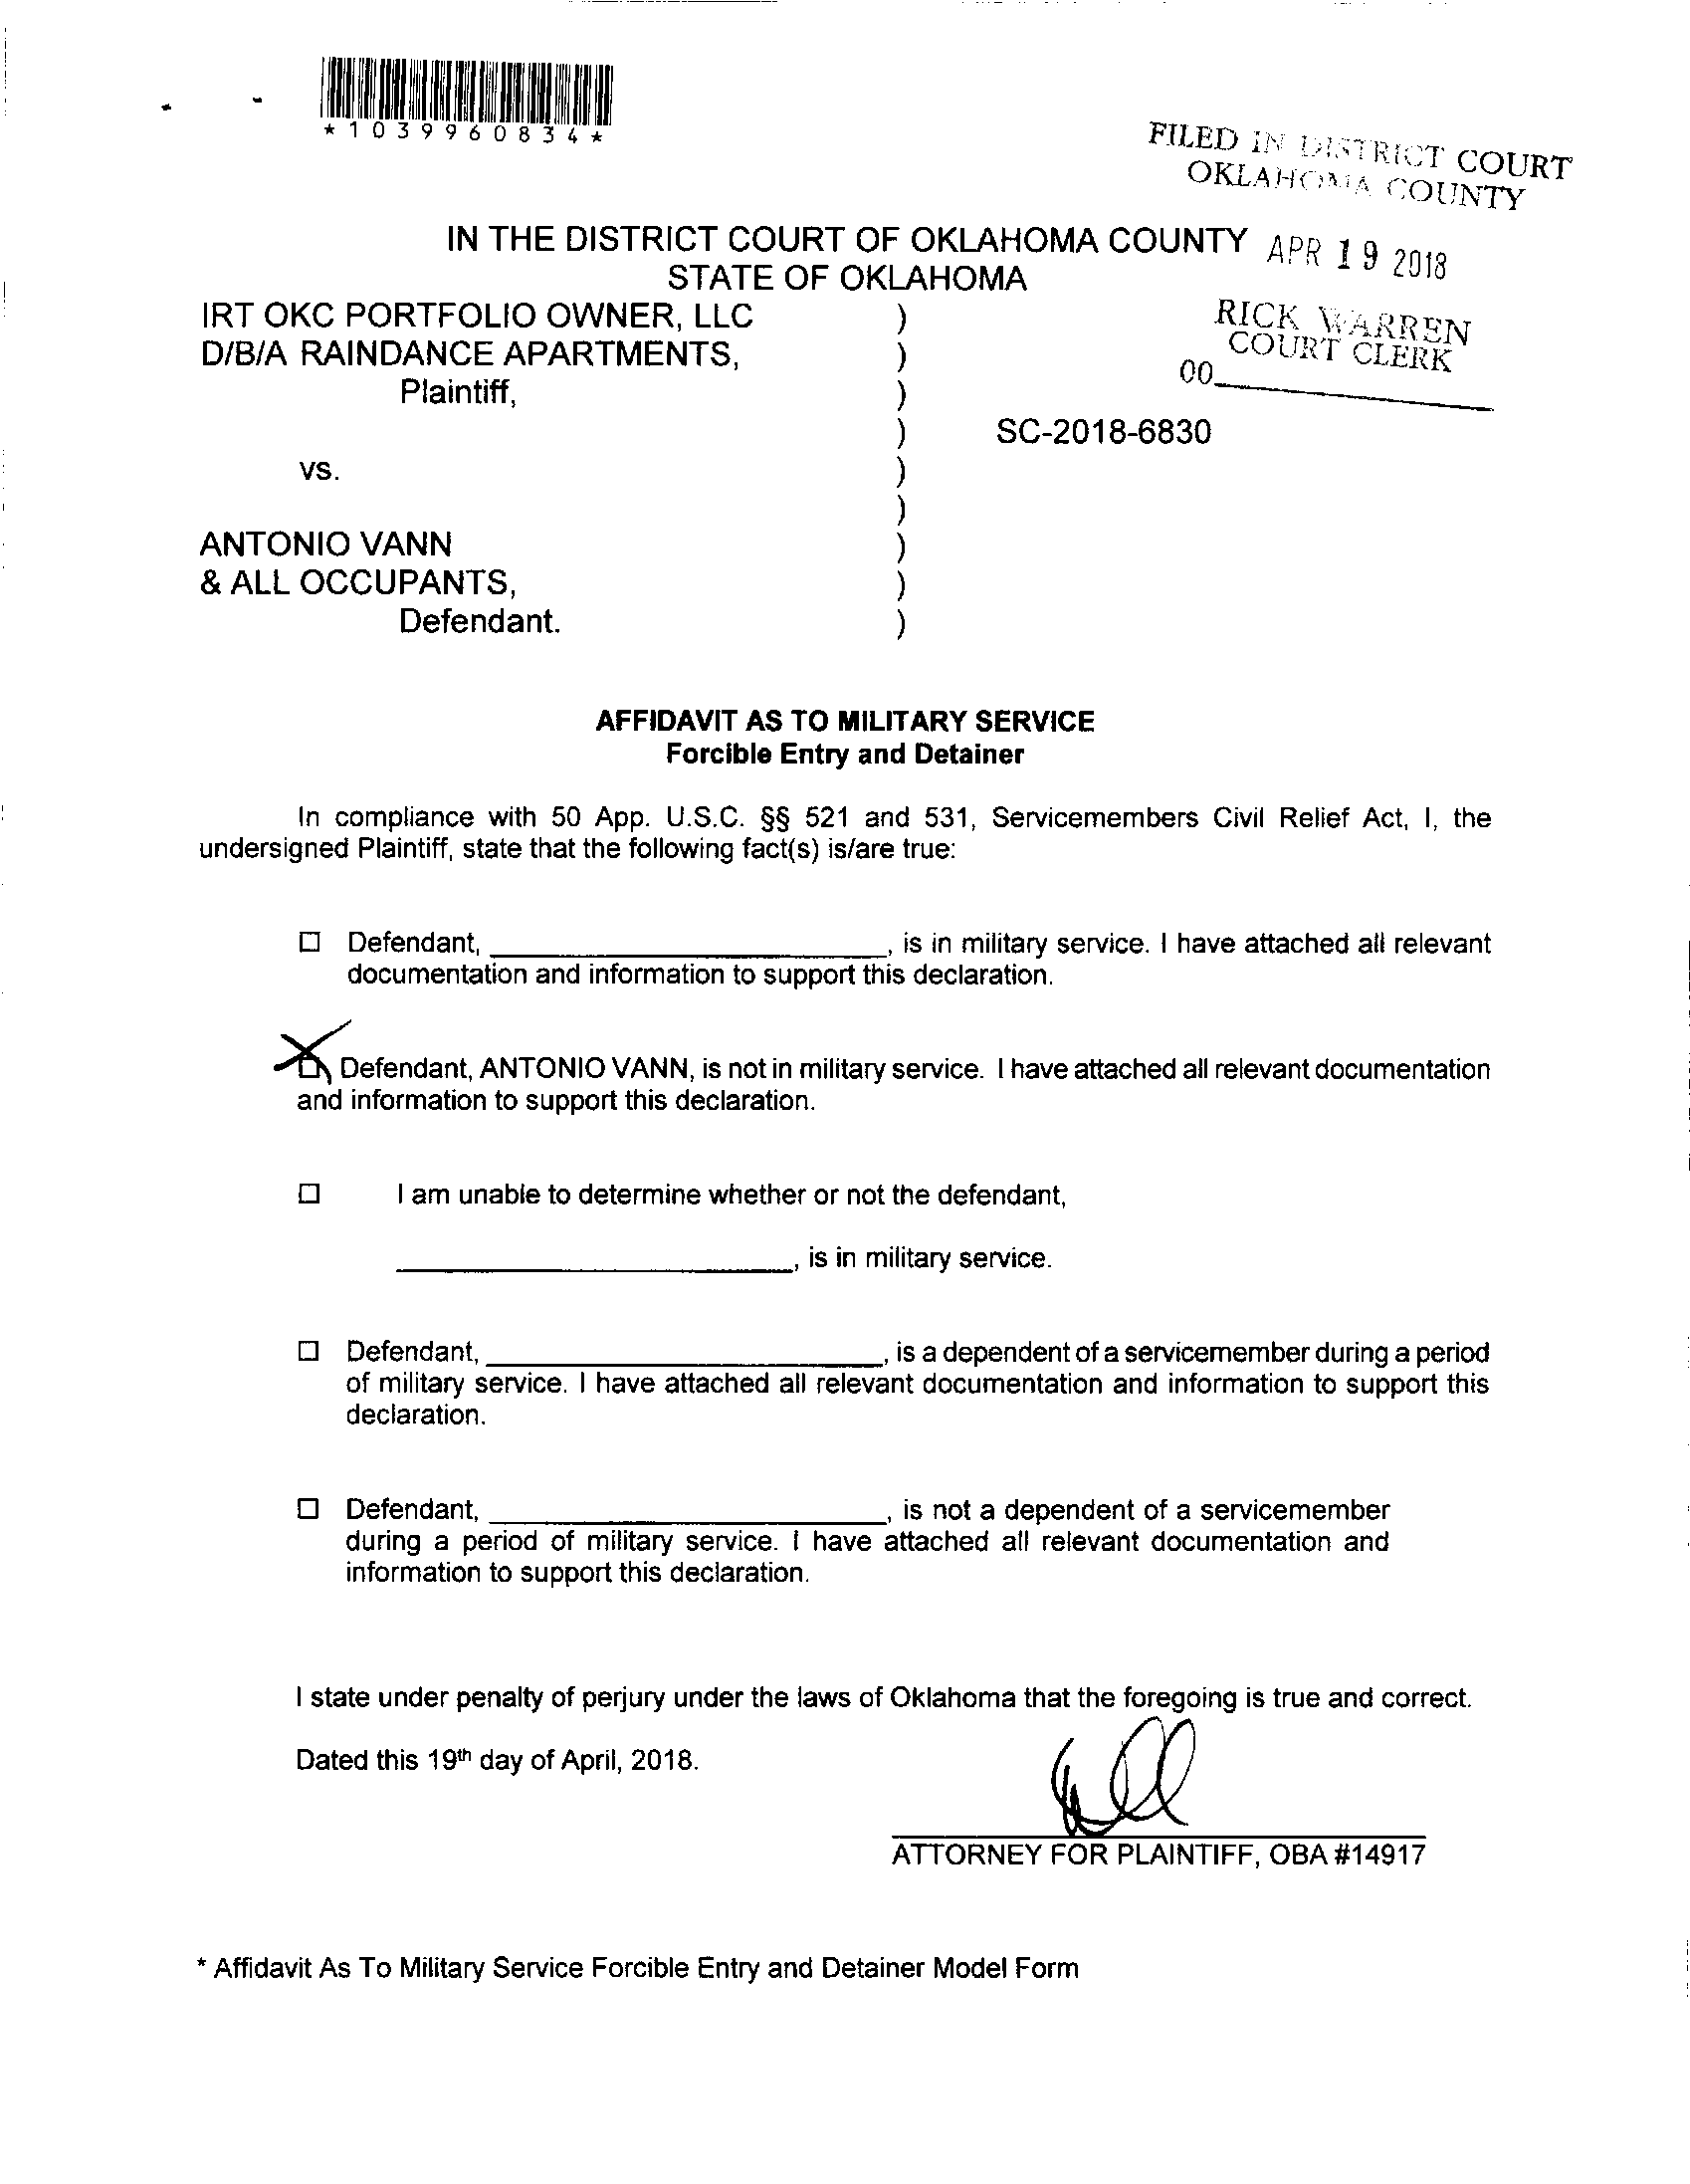 *1039960834*
FILED IN DISTRICT COURT
OKLAHOMA COUNTY
IN THE DISTRICT COURT OF OKLAHOMA COUNTY
APR 19 2018
STATE OF OKLAHOMA
IRT OKC PORTFOLIO OWNER, LLC )
RICK WARREN
D/B/A RAINDANCE APARTMENTS, )
COURT CLERK
Plaintiff, )
00
) SC-2018-6830
vs. )
)
ANTONIO VANN )
& ALL OCCUPANTS, )
Defendant. )
AFFIDAVIT AS TO MILITARY SERVICE
Forcible Entry and Detainer
In compliance with 50 App. U.S.C. §§ 521 and 531, Servicemembers Civil Relief Act, I, the
undersigned Plaintiff, state that the following fact(s) is/are true:
☐ Defendant, ____________________, is in military service. I have attached all relevant
documentation and information to support this declaration.
☒ Defendant, ANTONIO VANN, is not in military service. I have attached all relevant documentation
and information to support this declaration.
☐ I am unable to determine whether or not the defendant,
____________________, is in military service.
☐ Defendant, ____________________, is a dependent of a servicemember during a period
of military service. I have attached all relevant documentation and information to support this
declaration.
☐ Defendant, ____________________, is not a dependent of a servicemember
during a period of military service. I have attached all relevant documentation and
information to support this declaration.
I state under penalty of perjury under the laws of Oklahoma that the foregoing is true and correct.
Dated this 19th day of April, 2018.
ATTORNEY FOR PLAINTIFF, OBA #14917
* Affidavit As To Military Service Forcible Entry and Detainer Model Form